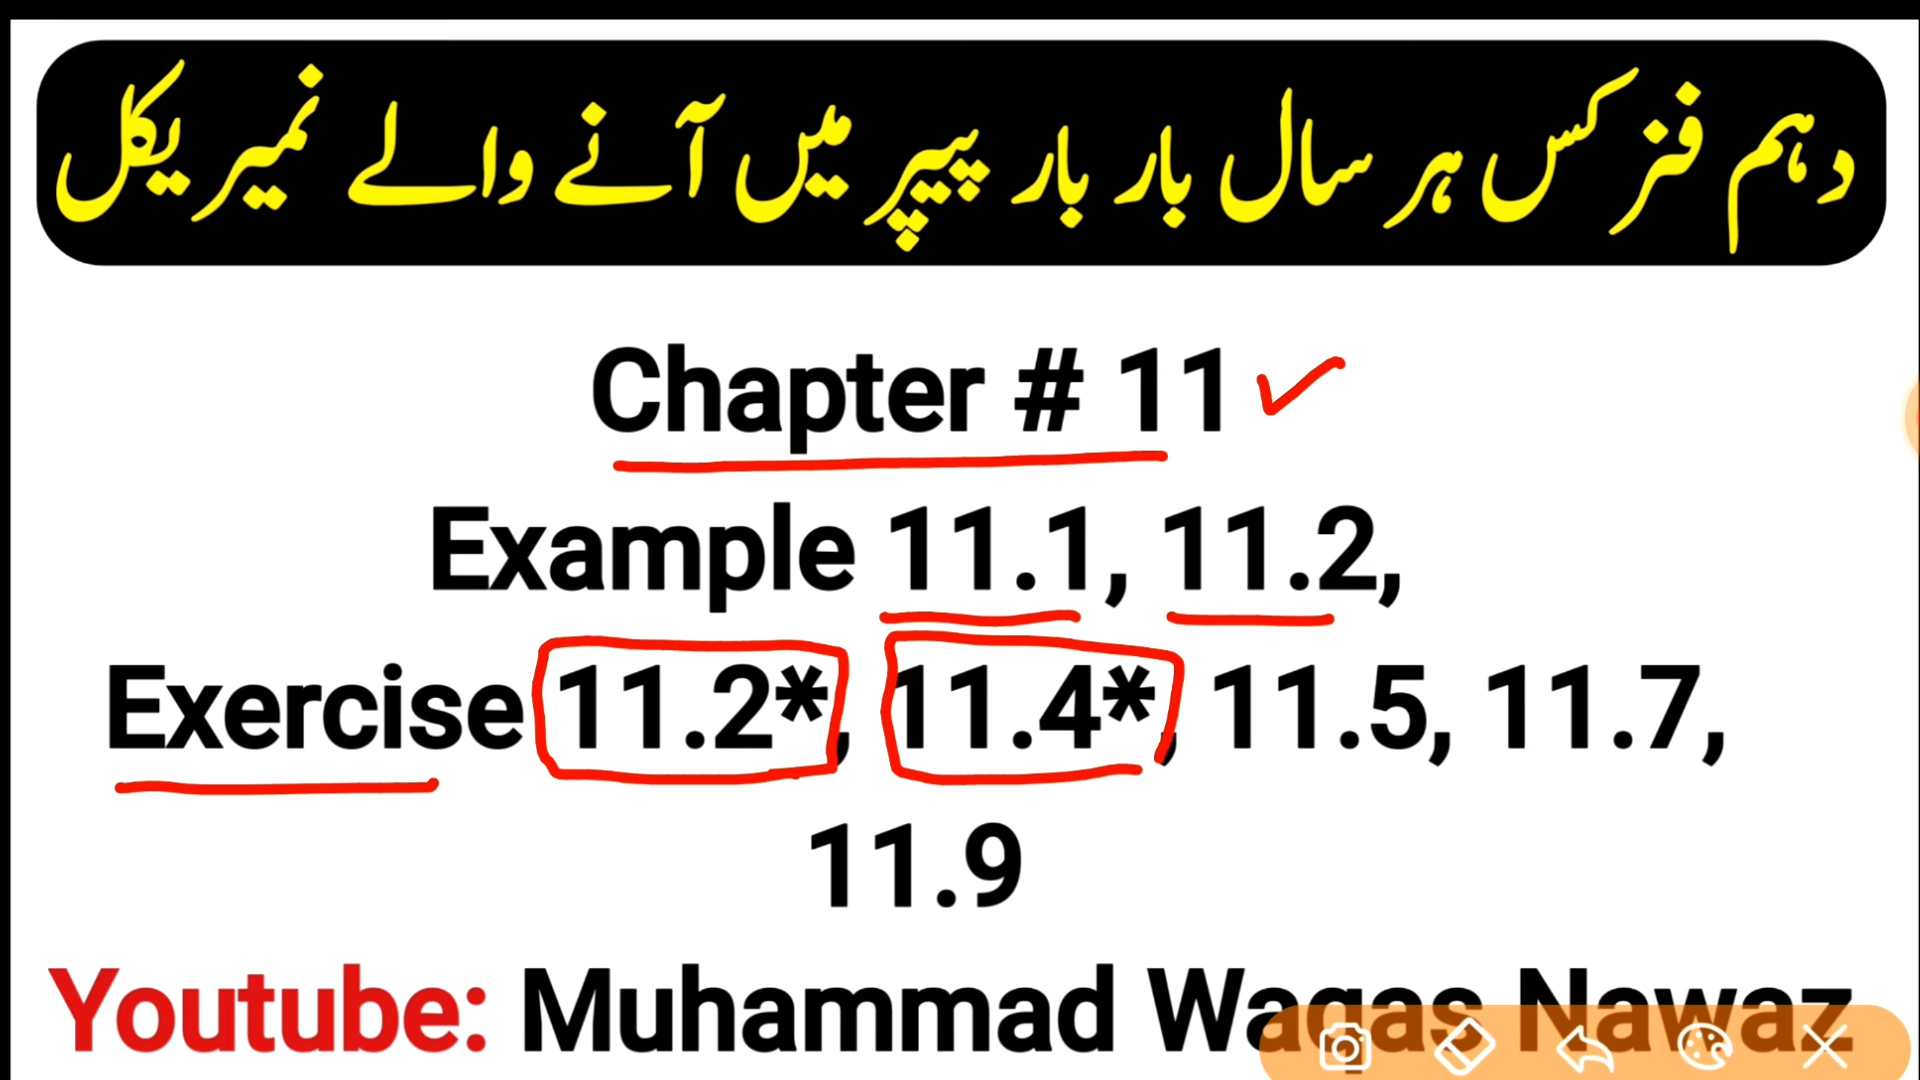 دہم فزکس ہر سال بار بار پیپر میں آنے والے نمیریکل
Chapter # 11
Example 11.1, 11.2,
Exercise 11.2*, 11.4*, 11.5, 11.7,
11.9
Youtube: Muhammad Waqas Nawaz